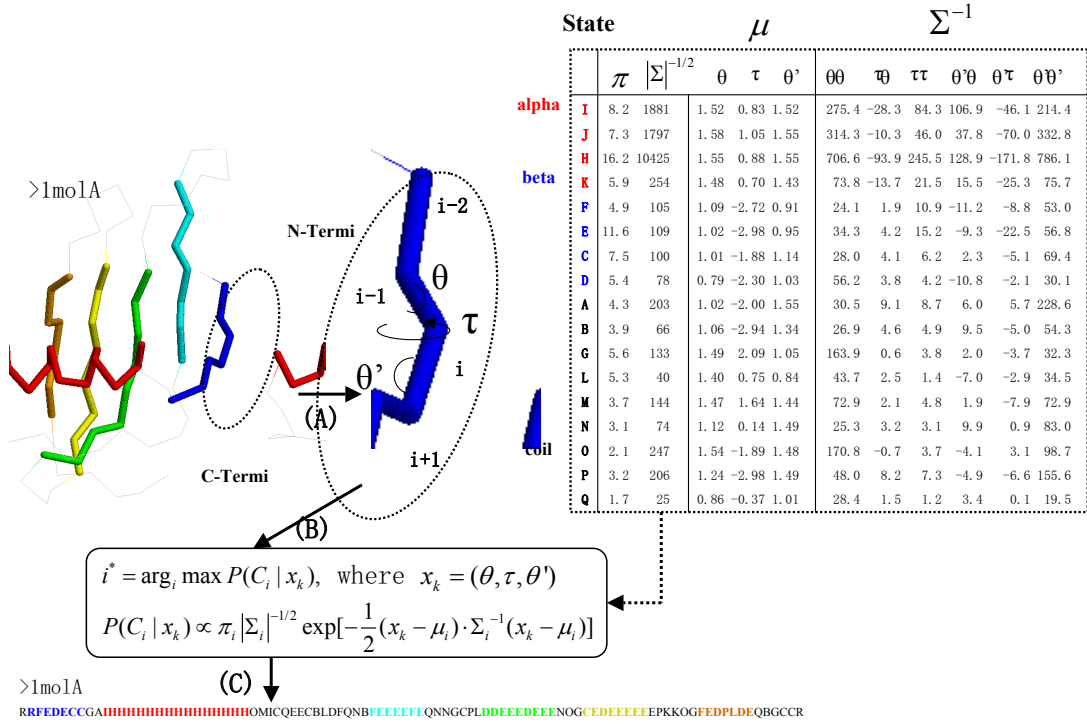 State μ Σ⁻¹
π |Σ|^{-1/2} θ τ θ' θθ τθ ττ θ'θ θ'τ θ'θ'
alpha
beta
coil
I 8.2 1881 1.52 0.83 1.52 275.4 -28.3 84.3 106.9 -46.1 214.4
J 7.3 1797 1.58 1.05 1.55 314.3 -10.3 46.0 37.8 -70.0 332.8
H 16.2 10425 1.55 0.88 1.55 706.6 -93.9 245.5 128.9 -171.8 786.1
K 5.9 254 1.48 0.70 1.43 73.8 -13.7 21.5 15.5 -25.3 75.7
F 4.9 105 1.09 -2.72 0.91 24.1 1.9 10.9 -11.2 -8.8 53.0
E 11.6 109 1.02 -2.98 0.95 34.3 4.2 15.2 -9.3 -22.5 56.8
C 7.5 100 1.01 -1.88 1.14 28.0 4.1 6.2 2.3 -5.1 69.4
D 5.4 78 0.79 -2.30 1.03 56.2 3.8 4.2 -10.8 -2.1 30.1
A 4.3 203 1.02 -2.00 1.55 30.5 9.1 8.7 6.0 5.7 228.6
B 3.9 66 1.06 -2.94 1.34 26.9 4.6 4.9 9.5 -5.0 54.3
G 5.6 133 1.49 2.09 1.05 163.9 0.6 3.8 2.0 -3.7 32.3
L 5.3 40 1.40 0.75 0.84 43.7 2.5 1.4 -7.0 -2.9 34.5
M 3.7 144 1.47 1.64 1.44 72.9 2.1 4.8 1.9 -7.9 72.9
N 3.1 74 1.12 0.14 1.49 25.3 3.2 3.1 9.9 0.9 83.0
O 2.1 247 1.54 -1.89 1.48 170.8 -0.7 3.7 -4.1 3.1 98.7
P 3.2 206 1.24 -2.98 1.49 48.0 8.2 7.3 -4.9 -6.6 155.6
Q 1.7 25 0.86 -0.37 1.01 28.4 1.5 1.2 3.4 0.1 19.5
>1molA
N-Termi
C-Termi
i-2
θ
i-1
τ
θ'
i
i+1
(A)
(B)
i* = arg_i max P(C_i | x_k), where x_k = (θ,τ,θ')
P(C_i | x_k) ∝ π_i |Σ_i|^{-1/2} exp[-1/2 (x_k - μ_i)·Σ_i^{-1}(x_k - μ_i)]
(C)
>1molA
RRFEDECCGAIHHHHHHHHHHHHHHHHOMICQEECBLDFQNBFEEEEFEQNNGCPLDDEEEDEEENOGCEDEEEEEEPKKOGFEDPLDEQBGCCR